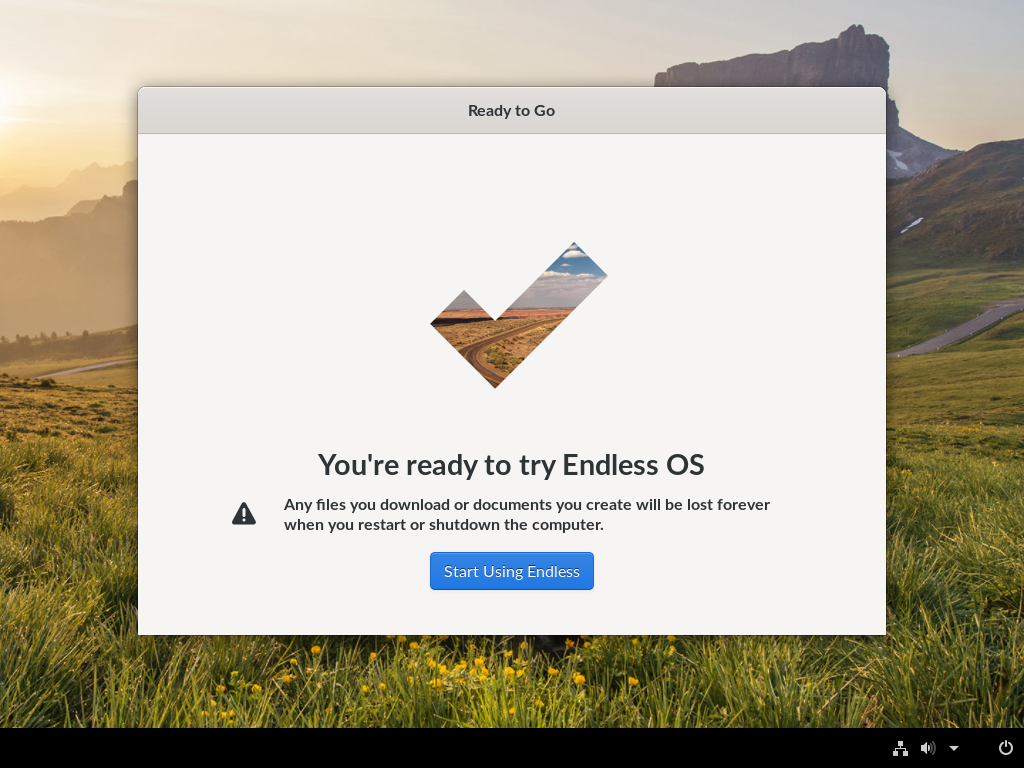 Ready to Go
You're ready to try Endless OS
Any files you download or documents you create will be lost forever
when you restart or shutdown the computer.
Start Using Endless